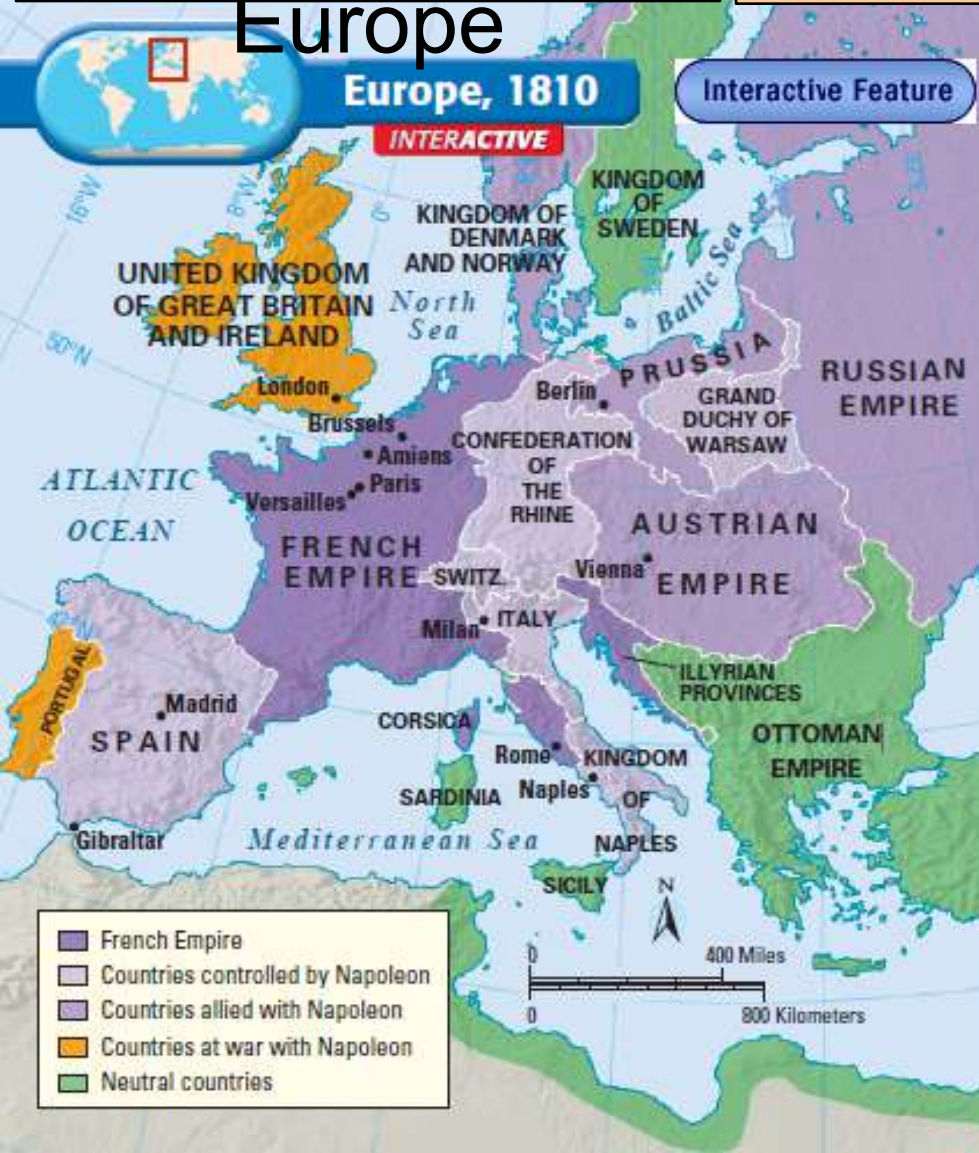 Europe
Europe, 1810
Interactive Feature
INTERACTIVE
16°W
8°W
0°
KINGDOM
OF
SWEDEN
KINGDOM OF
DENMARK
AND NORWAY
UNITED KINGDOM
OF GREAT BRITAIN
AND IRELAND
North
Sea
Baltic Sea
50°N
London
Berlin
PRUSSIA
RUSSIAN
EMPIRE
GRAND
DUCHY OF
WARSAW
Brussels
Amiens
CONFEDERATION
OF
THE
RHINE
ATLANTIC
OCEAN
Paris
Versailles
FRENCH
EMPIRE
AUSTRIAN
EMPIRE
Vienna
SWITZ.
ITALY
Milan
PORTUGAL
Madrid
SPAIN
ILLYRIAN
PROVINCES
CORSICA
Rome
OTTOMAN
EMPIRE
KINGDOM
OF
NAPLES
Naples
SARDINIA
Gibraltar
Mediterranean Sea
SICILY
N
0
400 Miles
0
800 Kilometers
French Empire
Countries controlled by Napoleon
Countries allied with Napoleon
Countries at war with Napoleon
Neutral countries